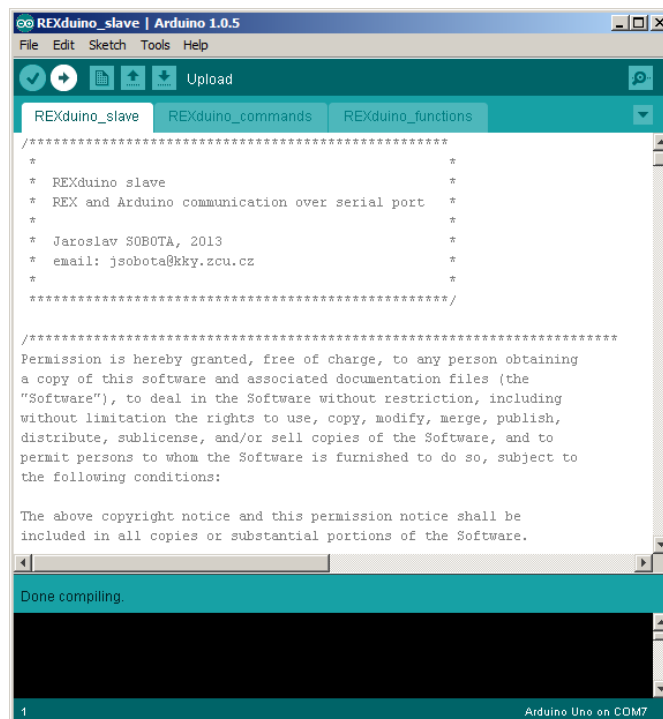 REXduino_slave | Arduino 1.0.5
File Edit Sketch Tools Help
Upload
REXduino_slave REXduino_commands REXduino_functions
/****************************************************
* *
* REXduino slave *
* REX and Arduino communication over serial port *
* *
* Jaroslav SOBOTA, 2013 *
* email: jsobota@kky.zcu.cz *
* *
****************************************************/
/*************************************************************************
Permission is hereby granted, free of charge, to any person obtaining
a copy of this software and associated documentation files (the
"Software"), to deal in the Software without restriction, including
without limitation the rights to use, copy, modify, merge, publish,
distribute, sublicense, and/or sell copies of the Software, and to
permit persons to whom the Software is furnished to do so, subject to
the following conditions:
The above copyright notice and this permission notice shall be
included in all copies or substantial portions of the Software.
Done compiling.
1 Arduino Uno on COM7